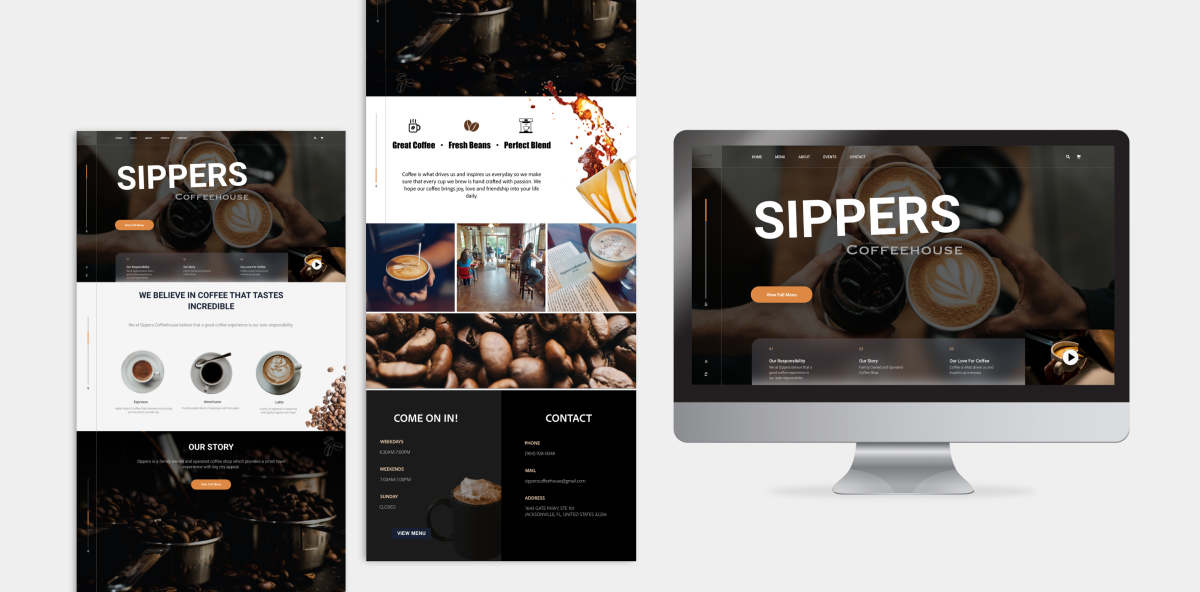 HOME MENU ABOUT EVENTS CONTACT
SIPPERS
COFFEEHOUSE
View Full Menu
Our Responsibility
Our Story
Our Love For Coffee
WE BELIEVE IN COFFEE THAT TASTES
INCREDIBLE
We at Sippers Coffeehouse believe that a good coffee experience is our sole responsibility.
Espresso
Americano
Latte
OUR STORY
Sippers is a family owned and operated coffee shop which provides a small town
experience with big city appeal.
View Full Menu
Great Coffee • Fresh Beans • Perfect Blend
Coffee is what drives us and inspires us everyday so we make
sure that every cup we brew is hand crafted with passion. We
hope our coffee brings joy, love and friendship into your life
daily.
COME ON IN!
WEEKDAYS
6:30AM-7:00PM
WEEKENDS
7:00AM-7:00PM
SUNDAY
CLOSED
VIEW MENU
CONTACT
PHONE
MAIL
sipperscoffeehouse@gmail.com
ADDRESS
7643 GATE PKWY, STE 101
JACKSONVILLE, FL, UNITED STATES 32256
HOME MENU ABOUT EVENTS CONTACT
SIPPERS
COFFEEHOUSE
View Full Menu
01
Our Responsibility
We at Sippers believe that a
good coffee experience is
our sole responsibility
02
Our Story
Family Owned and Operated
Coffee Shop
Our Love For Coffee
Coffee is what drives us and
inspires us everyday